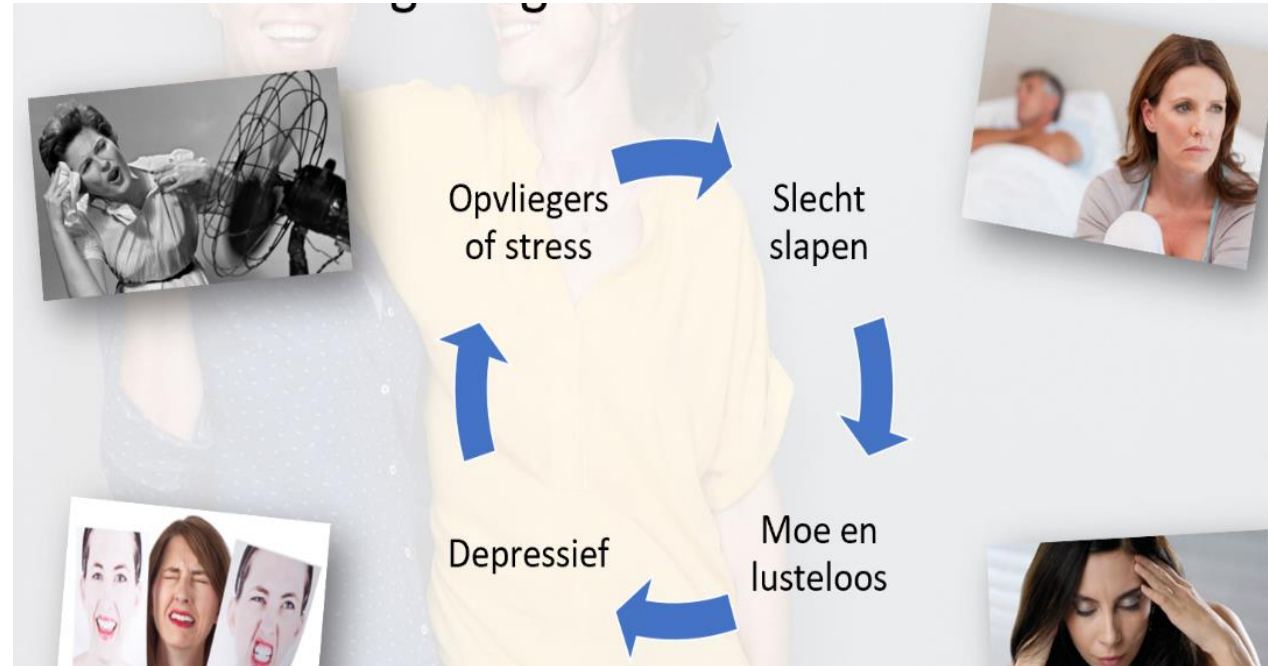 Opvliegers
of stress
Slecht
slapen
Moe en
lusteloos
Depressief